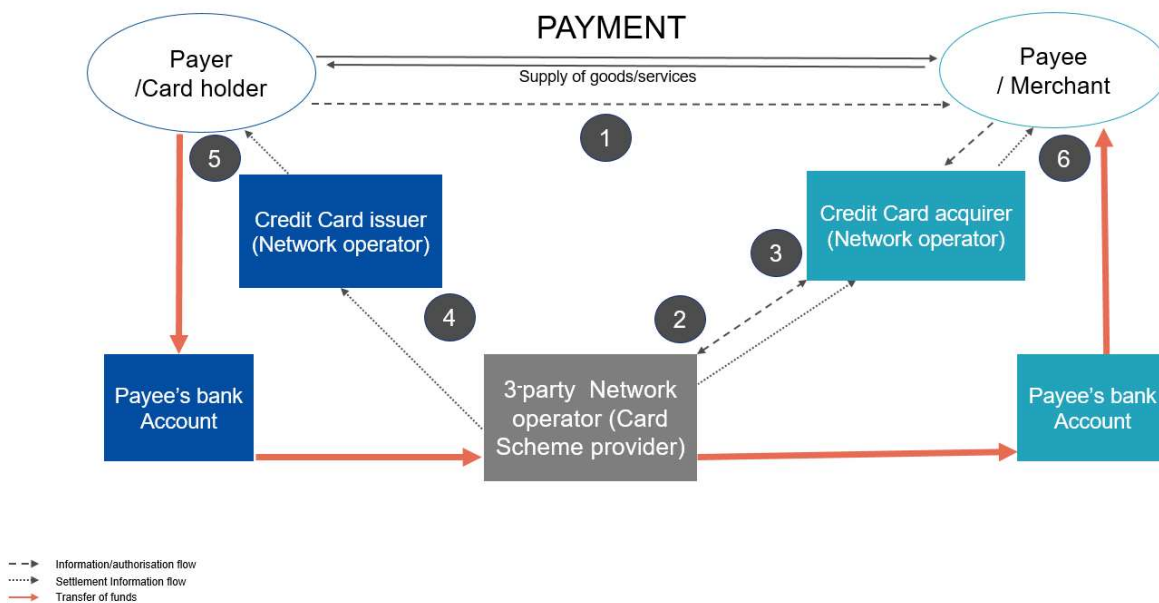 PAYMENT
Payer
/Card holder
Supply of goods/services
Payee
/ Merchant
1
5
6
Credit Card issuer
(Network operator)
Credit Card acquirer
(Network operator)
3
4
2
Payee's bank
Account
3-party Network
operator (Card
Scheme provider)
Payee's bank
Account
Information/authorisation flow
Settlement Information flow
Transfer of funds